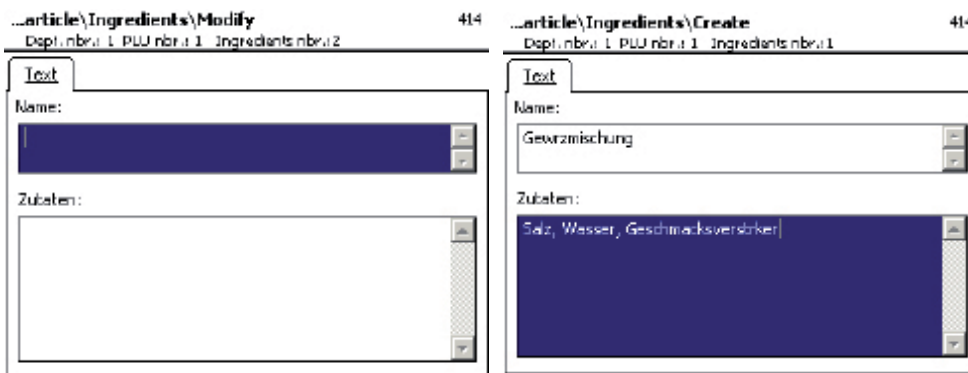 ...article\Ingredients\Modify 414
Dept. nbr.: 1 PLU nbr.: 1 Ingredients nbr.: 2
Text
Name:
Zutaten:
...article\Ingredients\Create 414
Dept. nbr.: 1 PLU nbr.: 1 Ingredients nbr.: 1
Text
Name:
Gewrzmischung
Zutaten:
Salz, Wasser, Geschmacksverstrker